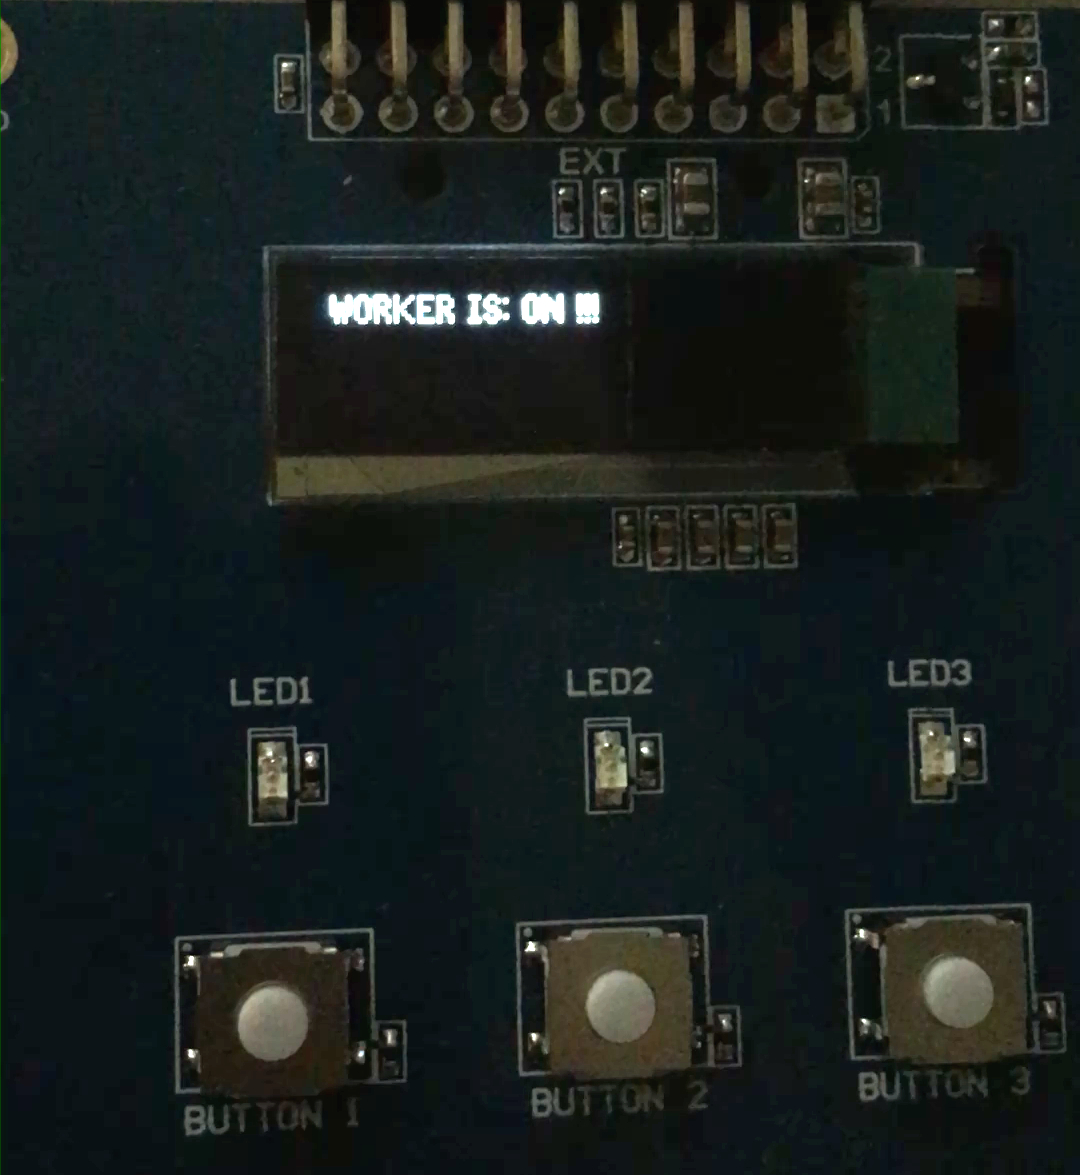 2
1
EXT
WORKER IS: ON !!!
LED1 LED2 LED3
BUTTON 1 BUTTON 2 BUTTON 3